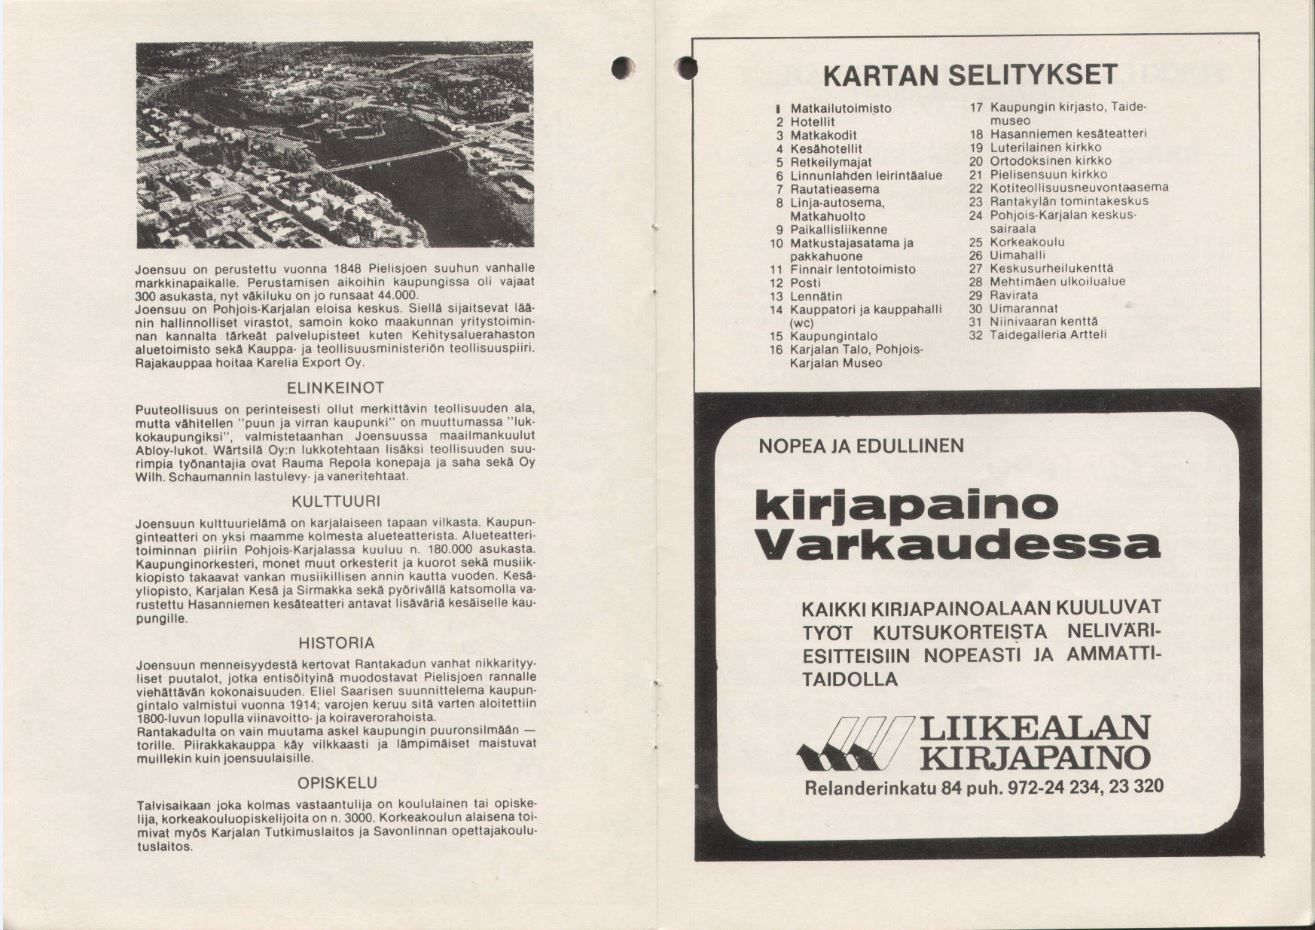 Joensuu on perustettu vuonna 1848 Pielisjoen suuhun vanhalle
markkinapaikalle. Perustamisen aikoihin kaupungissa oli vajaat
300 asukasta, nyt väkiluku on jo runsaat 44.000.
Joensuu on Pohjois-Karjalan eloisa keskus. Siellä sijaitsevat lää-
nin hallinnolliset virastot, samoin koko maakunnan yritystoimin-
nan kannalta tärkeät palvelupisteet kuten Kehitysaluerahaston
aluetoimisto sekä Kauppa- ja teollisuusministeriön teollisuuspiiri.
Rajakauppaa hoitaa Karelia Export Oy.
ELINKEINOT
Puuteollisuus on perinteisesti ollut merkittävin teollisuuden ala,
mutta vähitellen "puun ja virran kaupunki" on muuttumassa "luk-
kokaupungiksi", valmistetaanhan Joensuussa maailmankuulut
Abloy-lukot. Wärtsilä Oy:n lukkotehtaan lisäksi teollisuuden suu-
rimpia työnantajia ovat Rauma Repola konepaja ja saha sekä Oy
Wilh. Schaumannin lastulevy- ja vaneritehtaat.
KULTTUURI
Joensuun kulttuurielämä on karjalaiseen tapaan vilkasta. Kaupun-
ginteatteri on yksi maamme kolmesta alueteatterista. Alueteatteri-
toiminnan piiriin Pohjois-Karjalassa kuuluu n. 180.000 asukasta.
Kaupunginorkesteri, monet muut orkesterit ja kuorot sekä musiik-
kiopisto takaavat vankan musiikillisen annin kautta vuoden. Kesä-
yliopisto, Karjalan Kesä ja Sirmakka sekä pyörivällä katsomolla va-
rustettu Hasanniemen kesäteatteri antavat lisäväriä kesäiselle kau-
pungille.
HISTORIA
Joensuun menneisyydestä kertovat Rantakadun vanhat nikkarityy-
liset puutalot, jotka entisöityinä muodostavat Pielisjoen rannalle
viehättävän kokonaisuuden. Eliel Saarisen suunnittelema kaupun-
gintalo valmistui vuonna 1914; varojen keruu sitä varten aloitettiin
1800-luvun lopulla viinavoitto- ja koiraverorahoista.
Rantakadulta on vain muutama askel kaupungin puuronsilmään —
torille. Piirakkakauppa käy vilkkaasti ja lämpimäiset maistuvat
muillekin kuin joensuulaisille.
OPISKELU
Talvisaikaan joka kolmas vastaantulija on koululainen tai opiske-
lija, korkeakouluopiskelijoita on n. 3000. Korkeakoulun alaisena toi-
mivat myös Karjalan Tutkimuslaitos ja Savonlinnan opettajakoulu-
tuslaitos.
KARTAN SELITYKSET
1 Matkailutoimisto
2 Hotellit
3 Matkakodit
4 Kesähotellit
5 Retkeilymajat
6 Linnunlahden leirintäalue
7 Rautatieasema
8 Linja-autosema,
Matkahuolto
9 Paikallisliikenne
10 Matkustajasatama ja
pakkahuone
11 Finnair lentotoimisto
12 Posti
13 Lennätin
14 Kauppatori ja kauppahalli
(wc)
15 Kaupungintalo
16 Karjalan Talo, Pohjois-
Karjalan Museo
17 Kaupungin kirjasto, Taide-
museo
18 Hasanniemen kesäteatteri
19 Luterilainen kirkko
20 Ortodoksinen kirkko
21 Pielisensuun kirkko
22 Kotiteollisuusneuvontaasema
23 Rantakylän tomintakeskus
24 Pohjois-Karjalan keskus-
sairaala
25 Korkeakoulu
26 Uimahalli
27 Keskusurheilukenttä
28 Mehtimäen ulkoilualue
29 Ravirata
30 Uimarannat
31 Niinivaaran kenttä
32 Taidegalleria Artteli
NOPEA JA EDULLINEN
kirjapaino
Varkaudessa
KAIKKI KIRJAPAINOALAAN KUULUVAT
TYÖT KUTSUKORTEISTA NELIVÄRI-
ESITTEISIIN NOPEASTI JA AMMATTI-
TAIDOLLA
LIIKEALAN
KIRJAPAINO
Relanderinkatu 84 puh. 972-24 234, 23 320